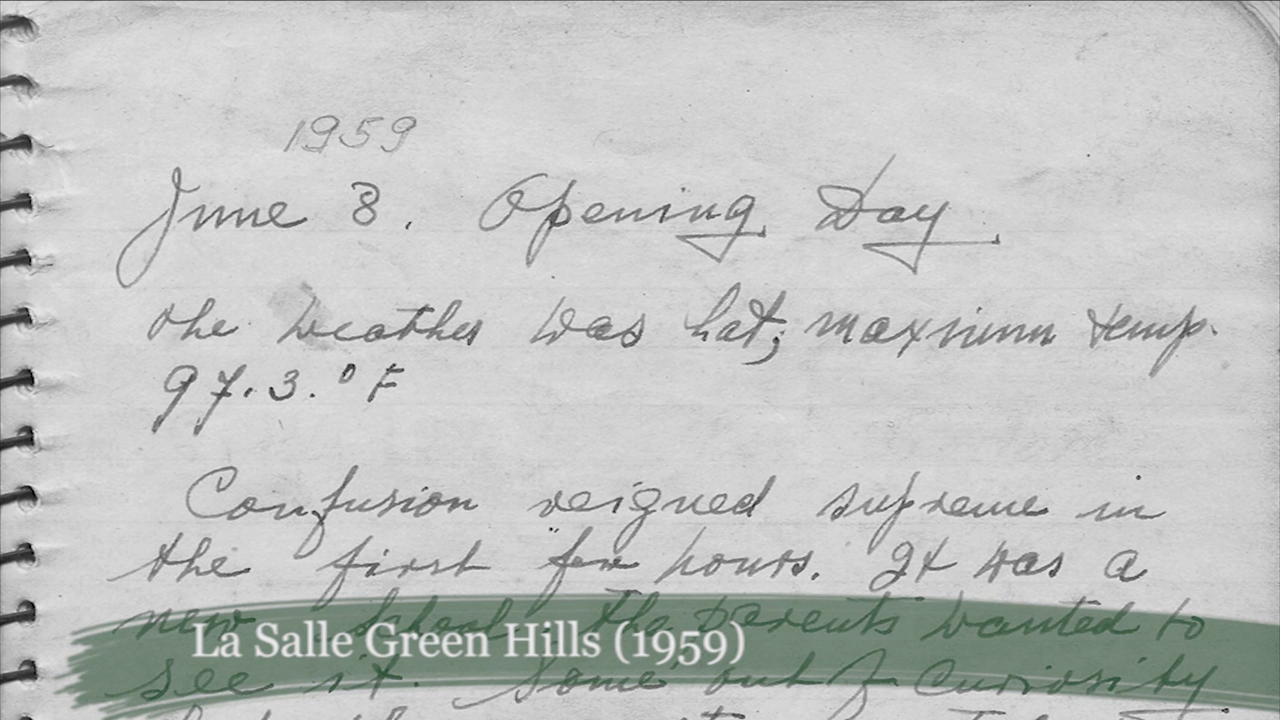 1959
June 8. Opening Day.
The weather was hot; maximum temp.
97.3.° F
Confusion reigned supreme in
the first few hours. It was a
new school, the parents wanted to
see it. Some out of curiosity
La Salle Green Hills (1959)